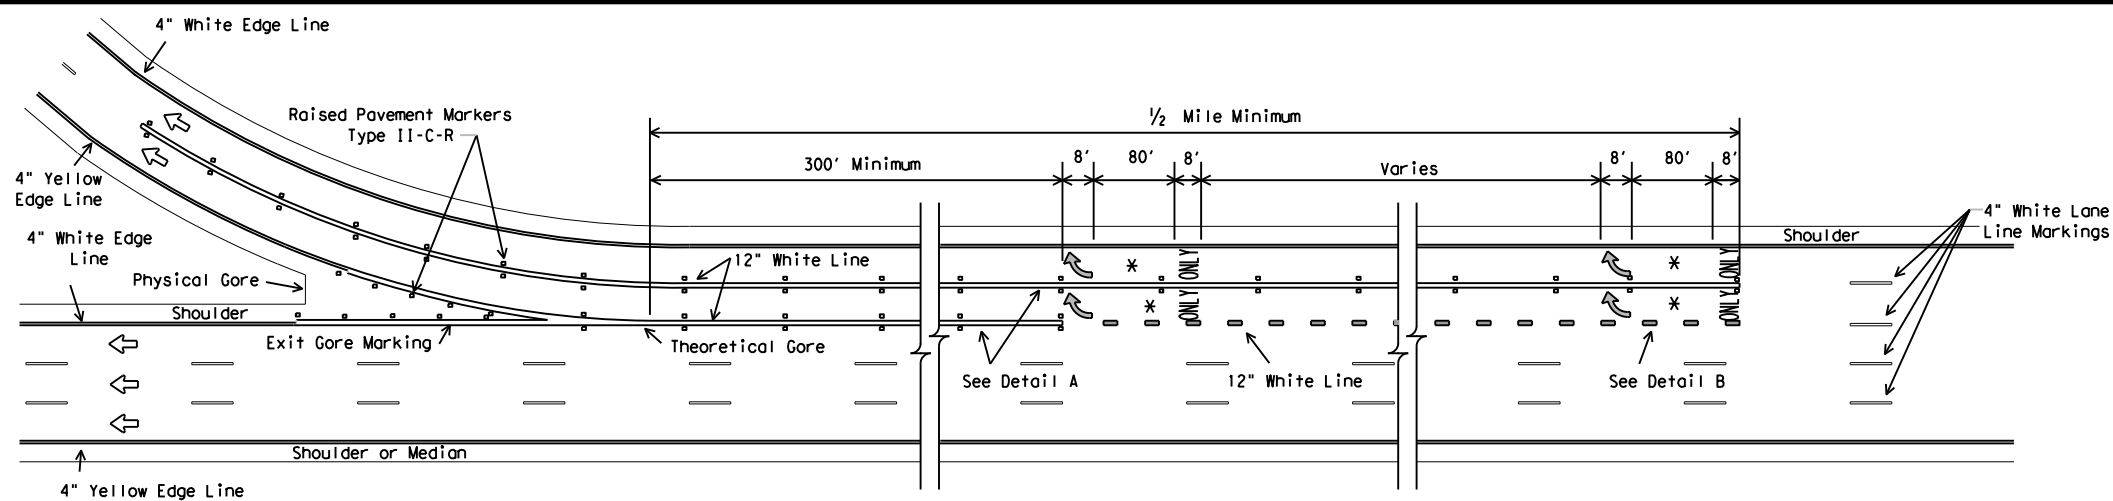 4" White Edge Line
½ Mile Minimum
Raised Pavement Markers
Type II-C-R
300' Minimum
8'
80'
8'
Varies
8'
80'
8'
4" Yellow
Edge Line
4" White Lane
Line Markings
4" White Edge
Line
Shoulder
12" White Line
*
ONLY
*
ONLY
Physical Gore
*
ONLY
*
ONLY
Shoulder
Exit Gore Marking
Theoretical Gore
See Detail A
12" White Line
See Detail B
Shoulder or Median
4" Yellow Edge Line